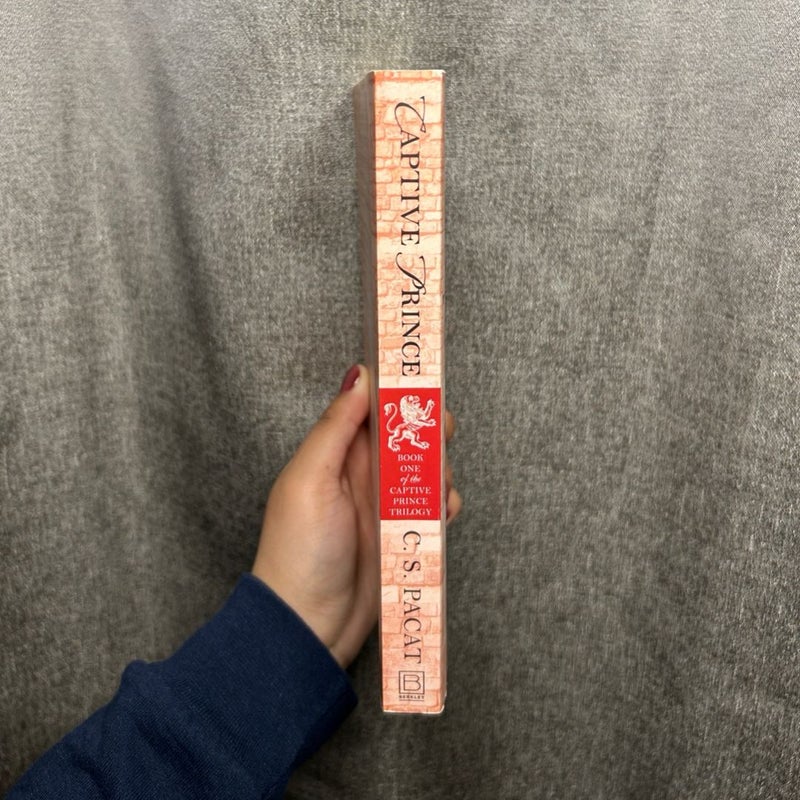 CAPTIVE PRINCE
BOOK
ONE
of the
CAPTIVE
PRINCE
TRILOGY
C. S. PACAT
B
BERKLEY